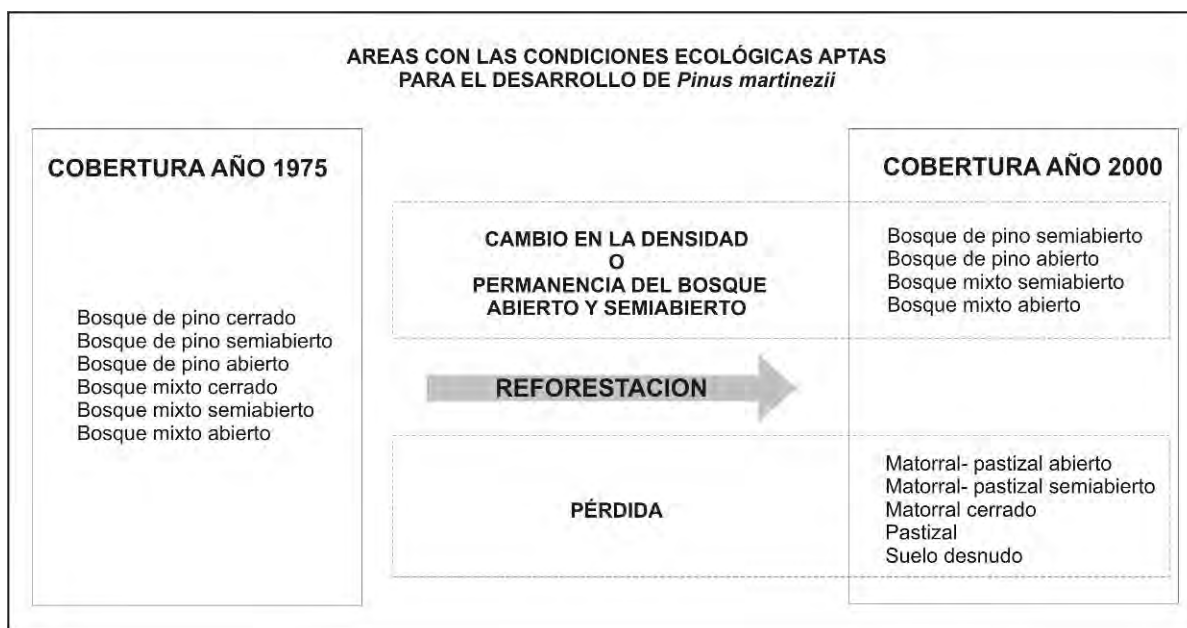 AREAS CON LAS CONDICIONES ECOLÓGICAS APTAS
PARA EL DESARROLLO DE Pinus martinezii
COBERTURA AÑO 1975
Bosque de pino cerrado
Bosque de pino semiabierto
Bosque de pino abierto
Bosque mixto cerrado
Bosque mixto semiabierto
Bosque mixto abierto
CAMBIO EN LA DENSIDAD
O
PERMANENCIA DEL BOSQUE
ABIERTO Y SEMIABIERTO
REFORESTACION
PÉRDIDA
COBERTURA AÑO 2000
Bosque de pino semiabierto
Bosque de pino abierto
Bosque mixto semiabierto
Bosque mixto abierto
Matorral- pastizal abierto
Matorral- pastizal semiabierto
Matorral cerrado
Pastizal
Suelo desnudo